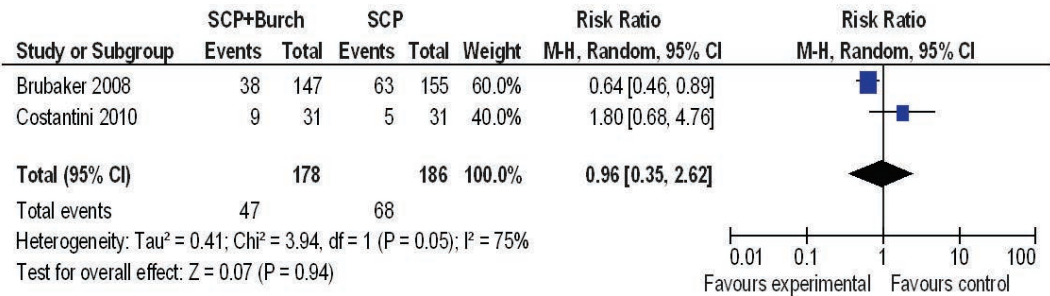 SCP+Burch SCP Risk Ratio Risk Ratio
Study or Subgroup Events Total Events Total Weight M-H, Random, 95% CI M-H, Random, 95% CI
Brubaker 2008 38 147 63 155 60.0% 0.64 [0.46, 0.89]
Costantini 2010 9 31 5 31 40.0% 1.80 [0.68, 4.76]
Total (95% CI) 178 186 100.0% 0.96 [0.35, 2.62]
Total events 47 68
Heterogeneity: Tau² = 0.41; Chi² = 3.94, df = 1 (P = 0.05); I² = 75%
Test for overall effect: Z = 0.07 (P = 0.94)
0.01 0.1 1 10 100
Favours experimental Favours control